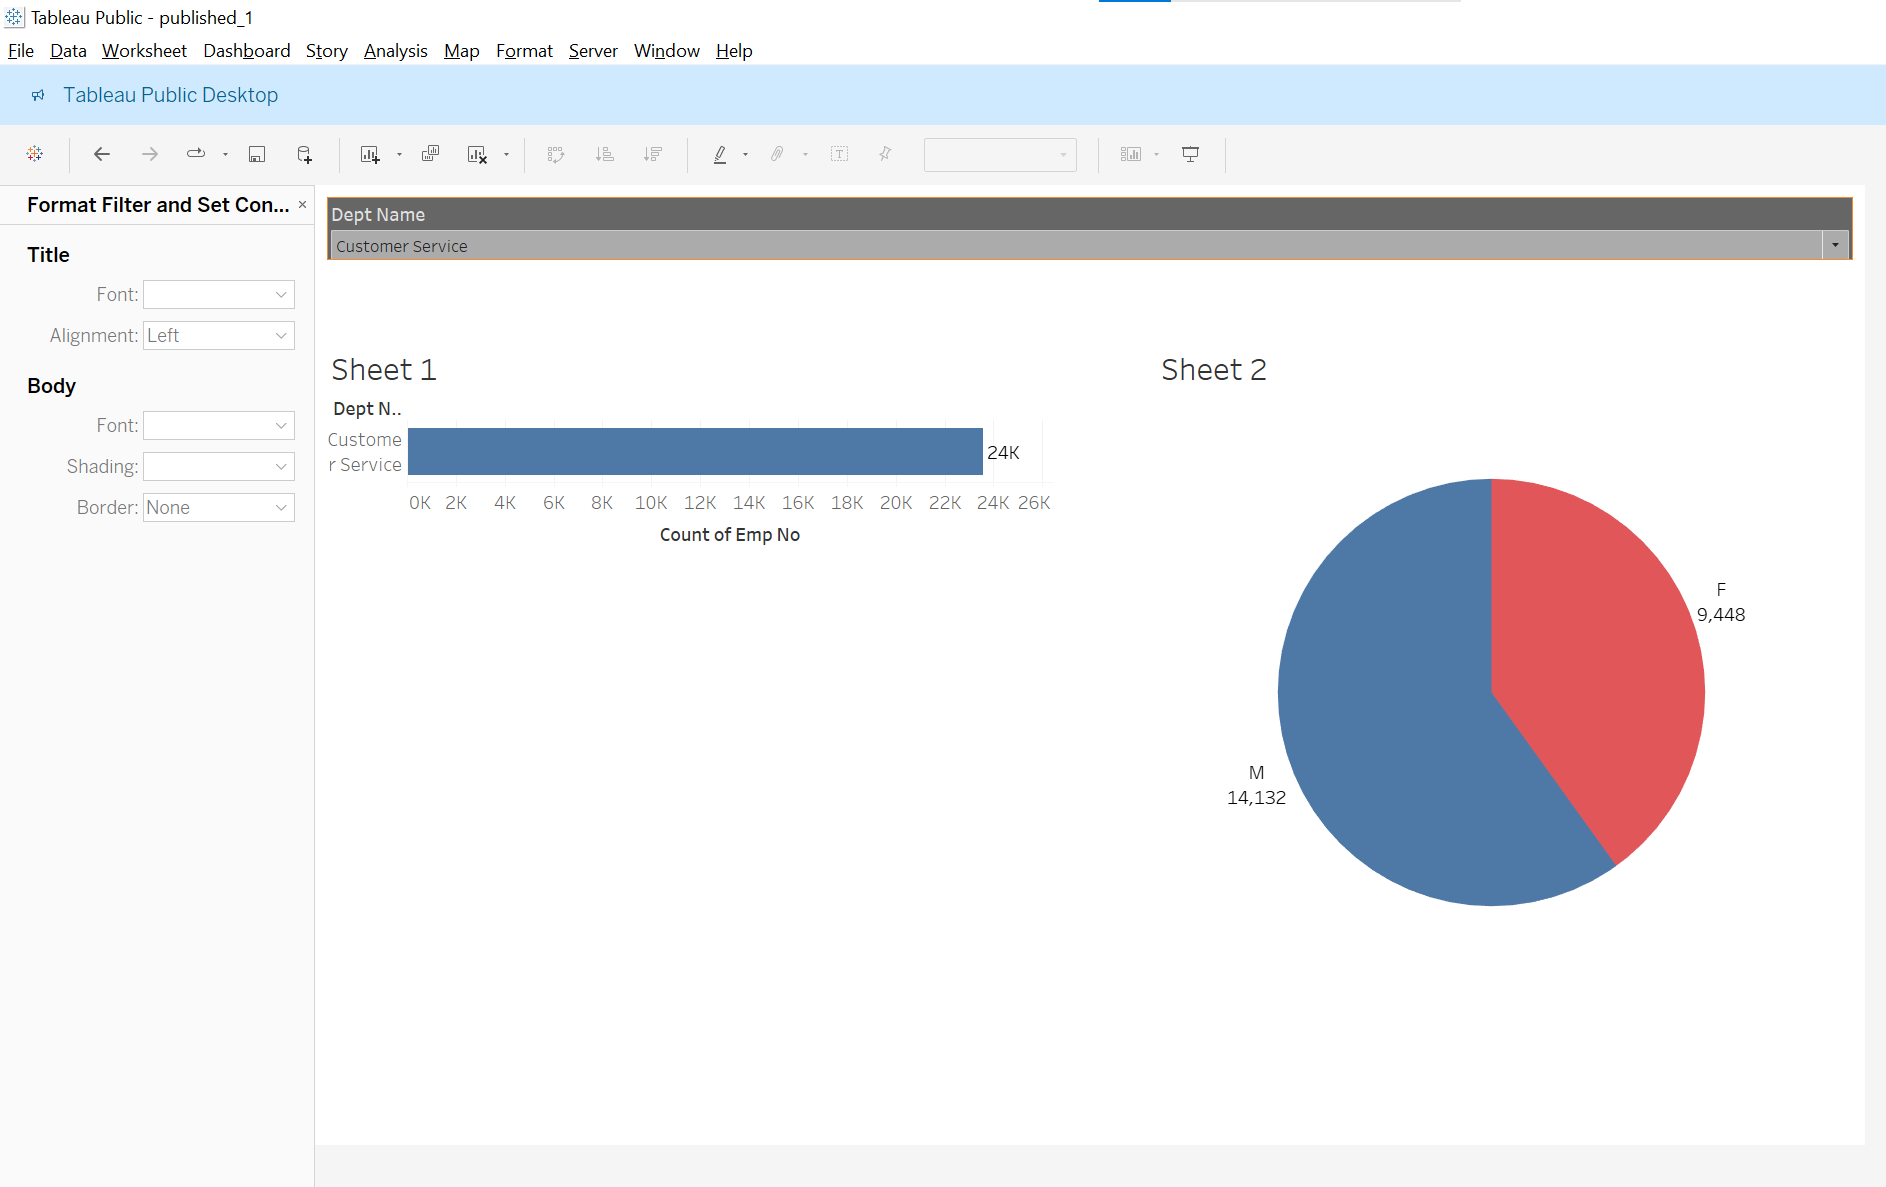 Tableau Public - published_1
File Data Worksheet Dashboard Story Analysis Map Format Server Window Help
Tableau Public Desktop
Format Filter and Set Con... ×
Title
Font:
Alignment: Left
Body
Font:
Shading:
Border: None
Dept Name
Customer Service
Sheet 1
Dept N..
Custome
r Service
24K
0K 2K 4K 6K 8K 10K 12K 14K 16K 18K 20K 22K 24K 26K
Count of Emp No
Sheet 2
F
9,448
M
14,132